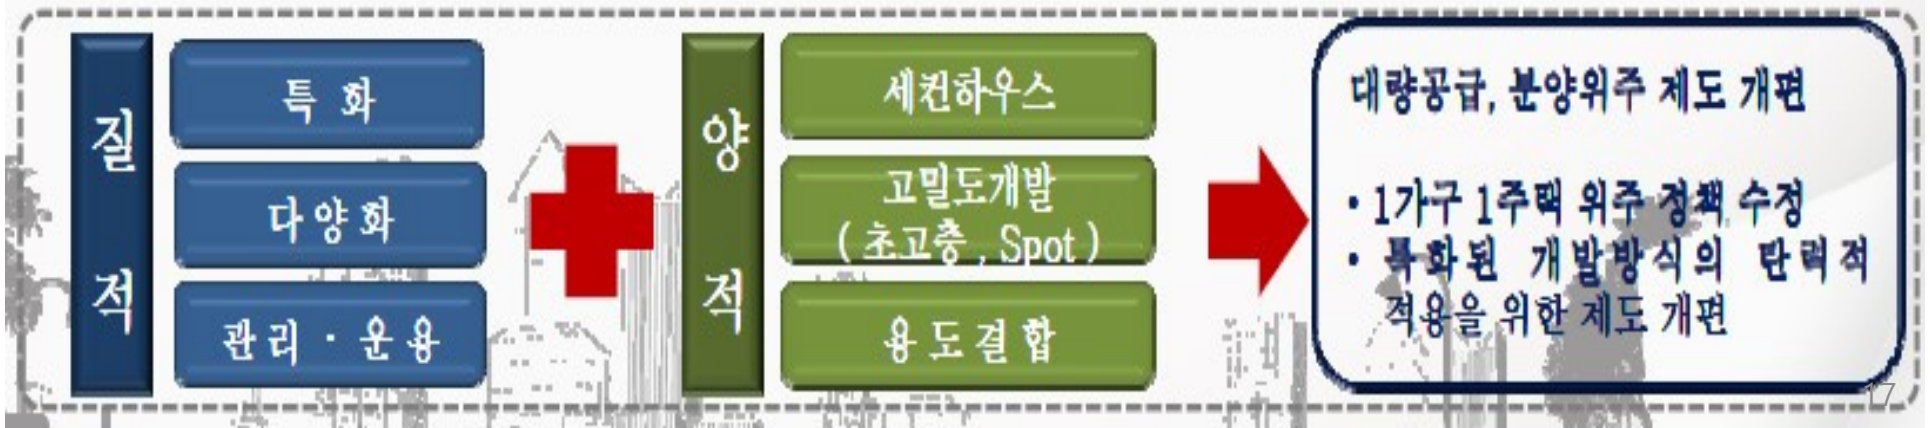 질적
특 화
다 양 화
관 리 · 운 용
양적
세컨하우스
고밀도개발
( 초고층 , Spot )
용 도 결 합
대량공급, 분양위주 제도 개편
• 1가구 1주택 위주 정책 수정
• 특화된 개발방식의 탄력적
적용을 위한 제도 개편
17